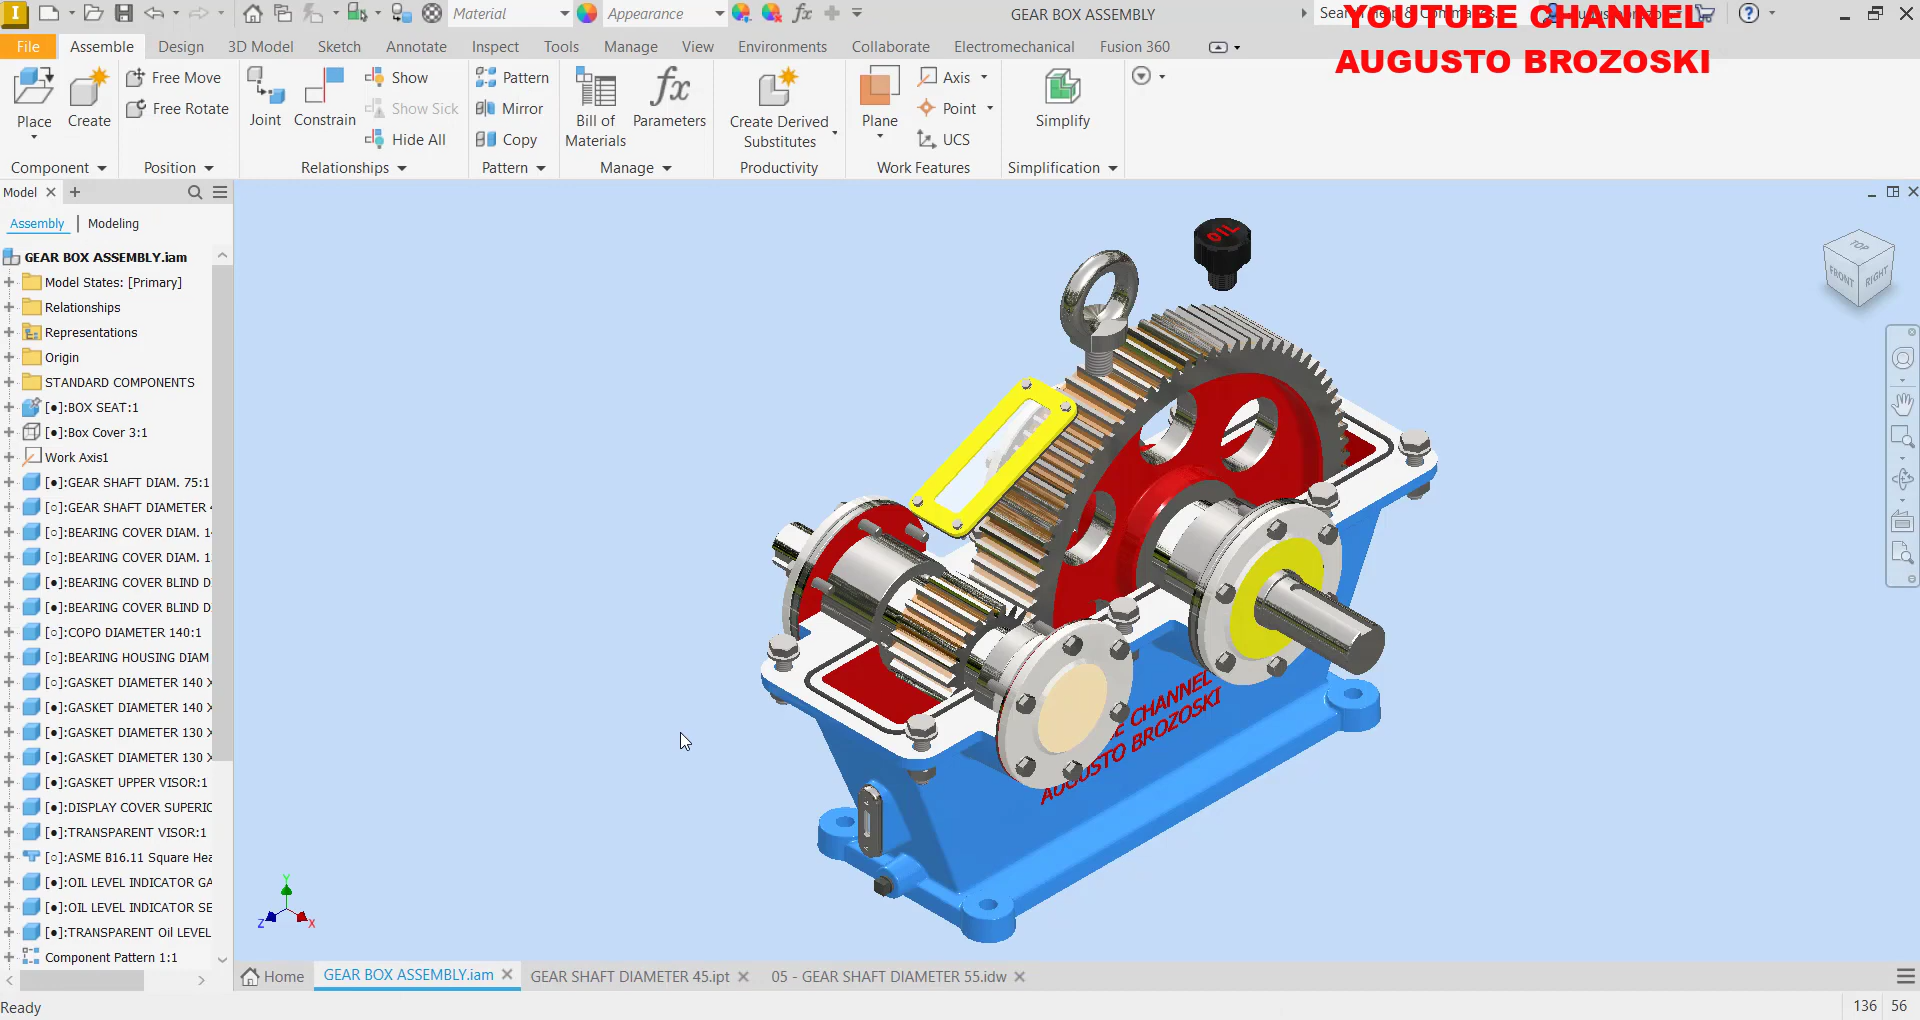 Material
Appearance
fx
GEAR BOX ASSEMBLY
YOUTUBE CHANNEL
AUGUSTO BROZOSKI
File
Assemble
Design
3D Model
Sketch
Annotate
Inspect
Tools
Manage
View
Environments
Collaborate
Electromechanical
Fusion 360
Place
Create
Free Move
Free Rotate
Joint
Constrain
Show
Show Sick
Hide All
Pattern
Mirror
Copy
Bill of
Materials
fx
Parameters
Create Derived
Substitutes
Plane
Axis
Point
UCS
Simplify
Component
Position
Relationships
Pattern
Manage
Productivity
Work Features
Simplification
Model
Assembly
Modeling
GEAR BOX ASSEMBLY.iam
Model States: [Primary]
Relationships
Representations
Origin
STANDARD COMPONENTS
[●]:BOX SEAT:1
[●]:Box Cover 3:1
Work Axis1
[●]:GEAR SHAFT DIAM. 75:1
[○]:GEAR SHAFT DIAMETER
[○]:BEARING COVER DIAM. 1
[○]:BEARING COVER DIAM. 1
[●]:BEARING COVER BLIND D
[●]:BEARING COVER BLIND D
[○]:COPO DIAMETER 140:1
[○]:BEARING HOUSING DIAM
[○]:GASKET DIAMETER 140 X
[●]:GASKET DIAMETER 140 X
[●]:GASKET DIAMETER 130 X
[●]:GASKET DIAMETER 130 X
[●]:GASKET UPPER VISOR:1
[●]:DISPLAY COVER SUPERIO
[●]:TRANSPARENT VISOR:1
[○]:ASME B16.11 Square Hea
[●]:OIL LEVEL INDICATOR GA
[●]:OIL LEVEL INDICATOR SE
[●]:TRANSPARENT Oil LEVEL
Component Pattern 1:1
OIL
TOP
FRONT
RIGHT
CHANNEL
AUGUSTO BROZOSKI
Y
Z
X
Home
GEAR BOX ASSEMBLY.iam
GEAR SHAFT DIAMETER 45.ipt
05 - GEAR SHAFT DIAMETER 55.idw
Ready
136
56